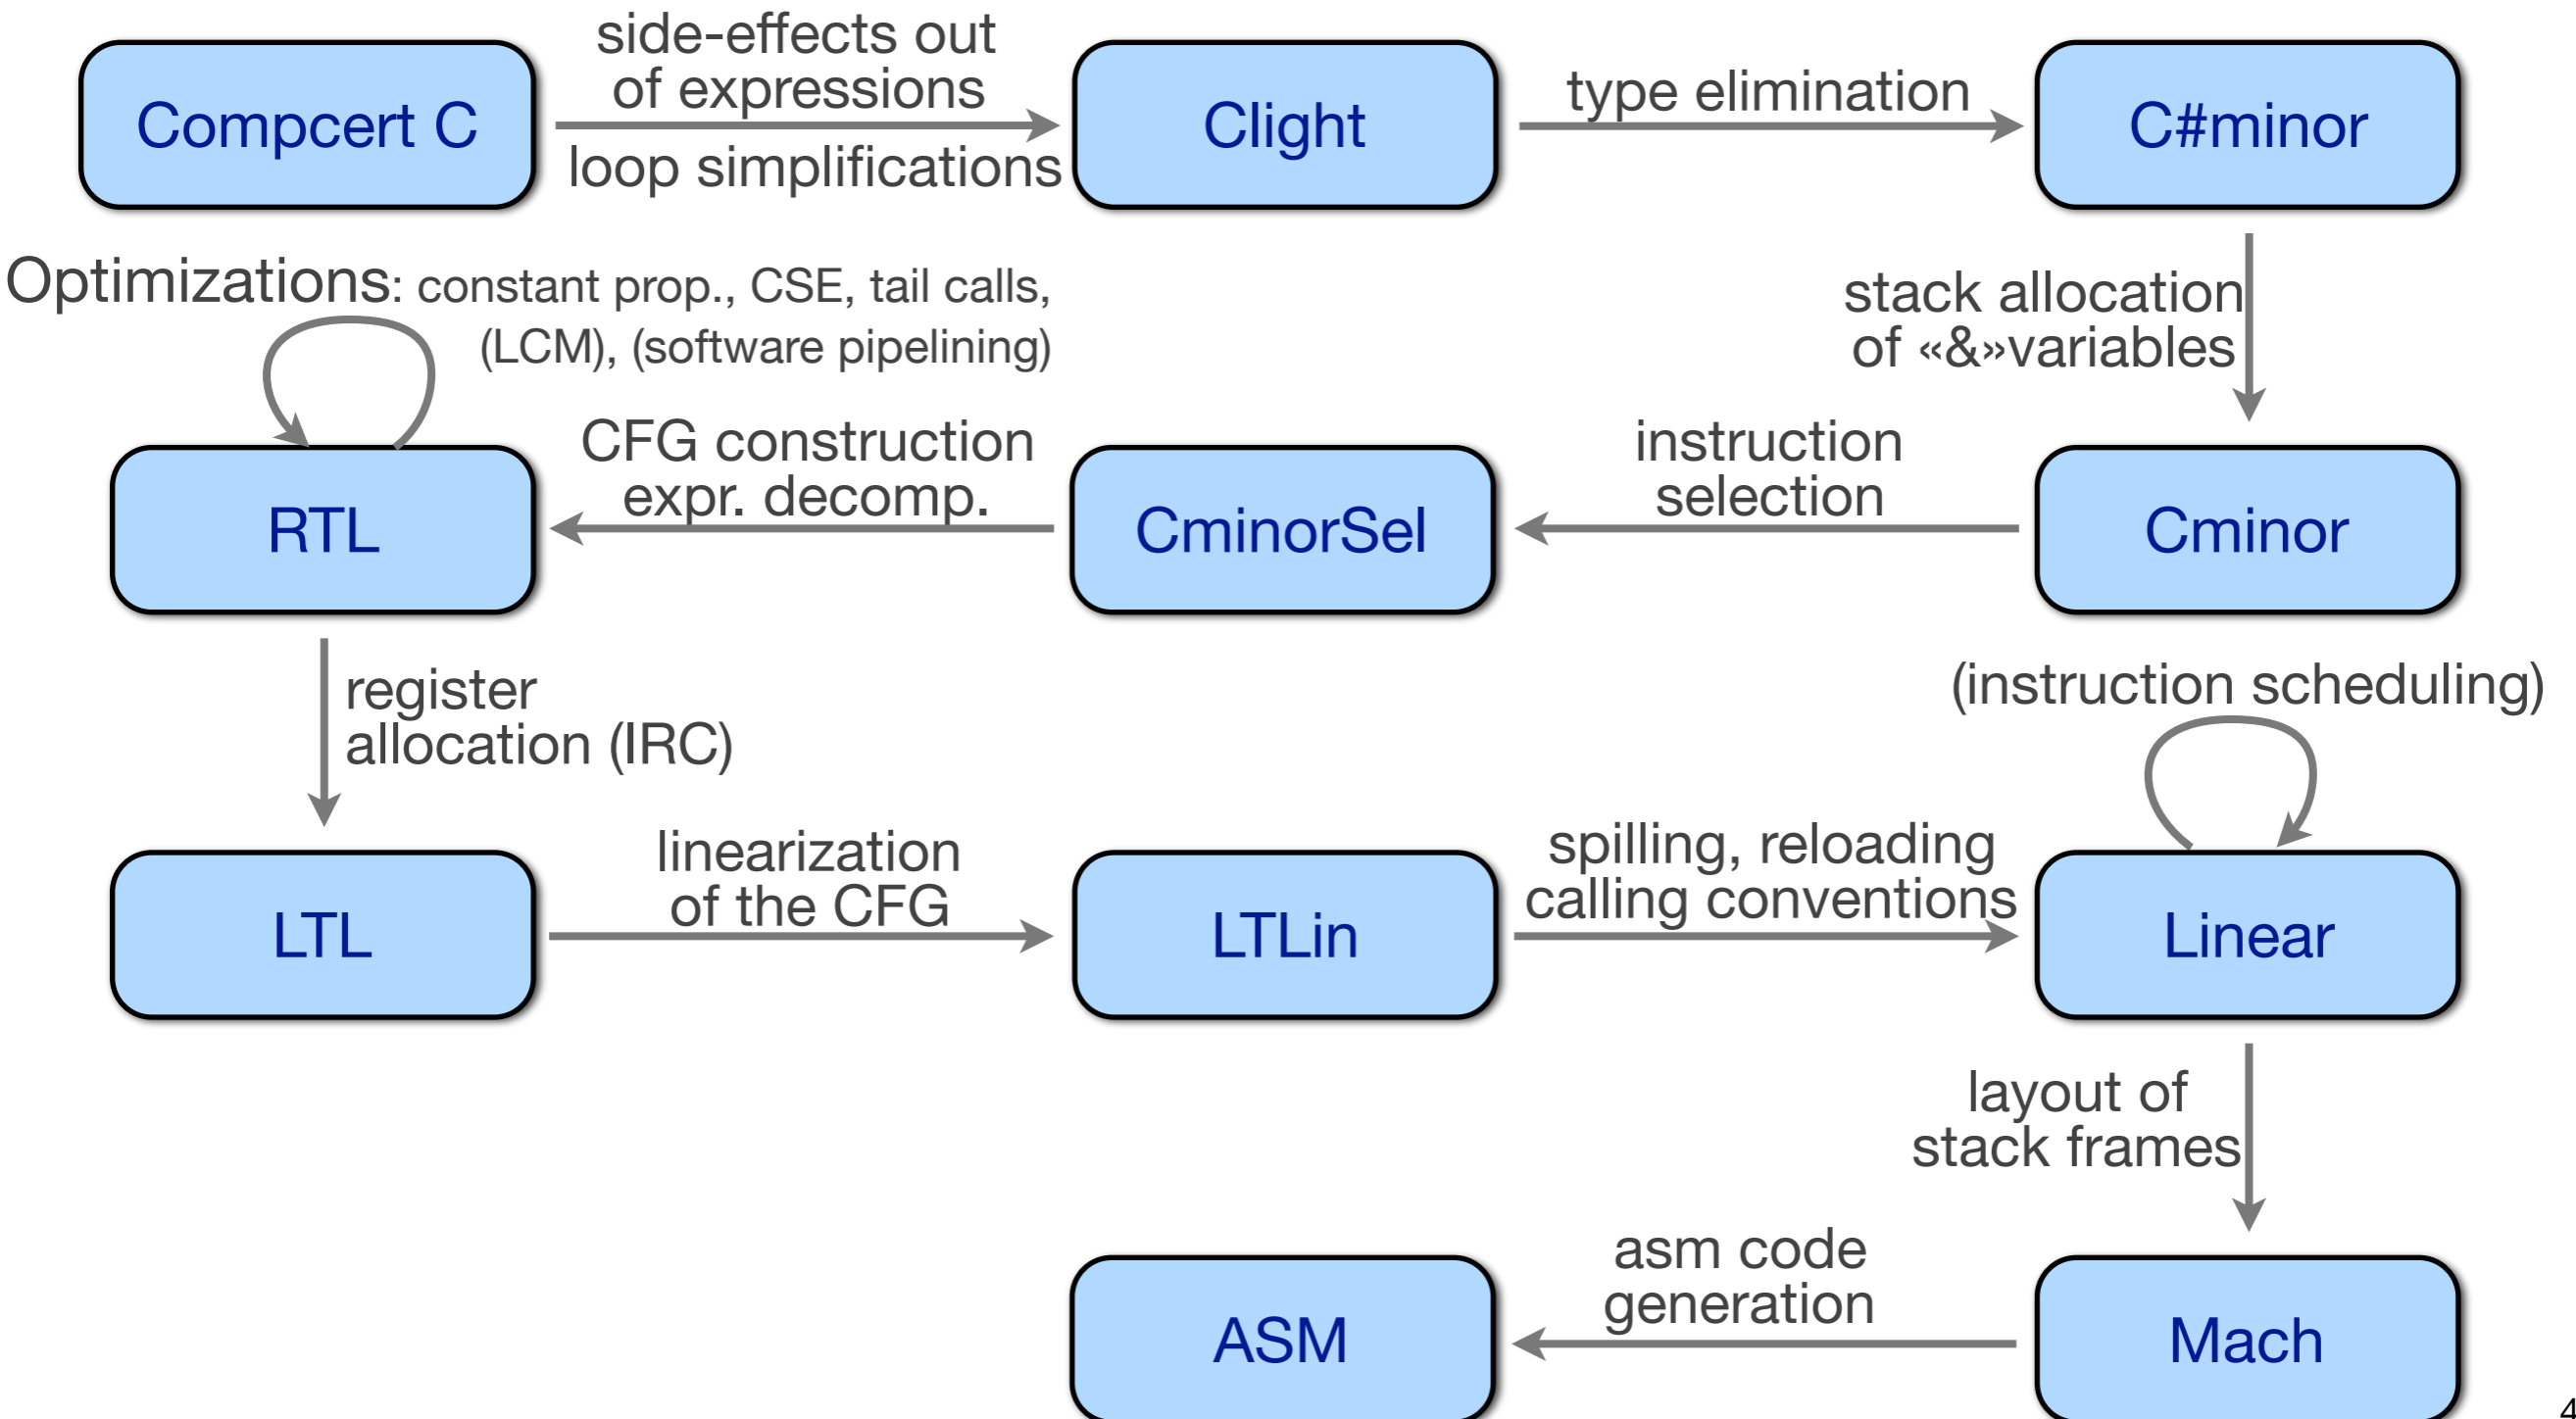 side-effects out
of expressions
Compcert C
Clight
type elimination
C#minor
loop simplifications
Optimizations: constant prop., CSE, tail calls,
(LCM), (software pipelining)
stack allocation
of «&»variables
CFG construction
expr. decomp.
instruction
selection
RTL
CminorSel
Cminor
register
allocation (IRC)
(instruction scheduling)
linearization
of the CFG
spilling, reloading
calling conventions
LTL
LTLin
Linear
layout of
stack frames
asm code
generation
ASM
Mach